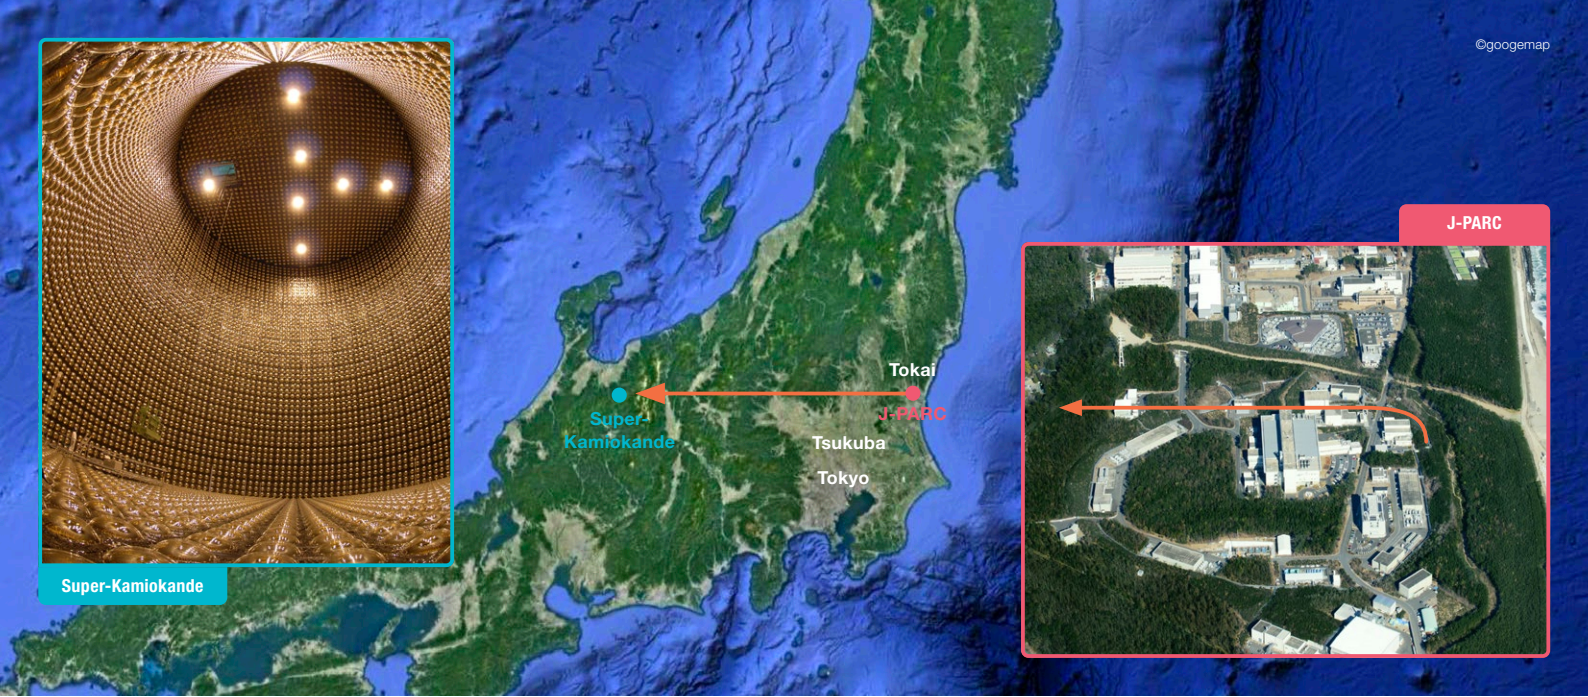 ©googemap
J-PARC
Tokai
J-PARC
Super-
Kamiokande
Tsukuba
Tokyo
Super-Kamiokande